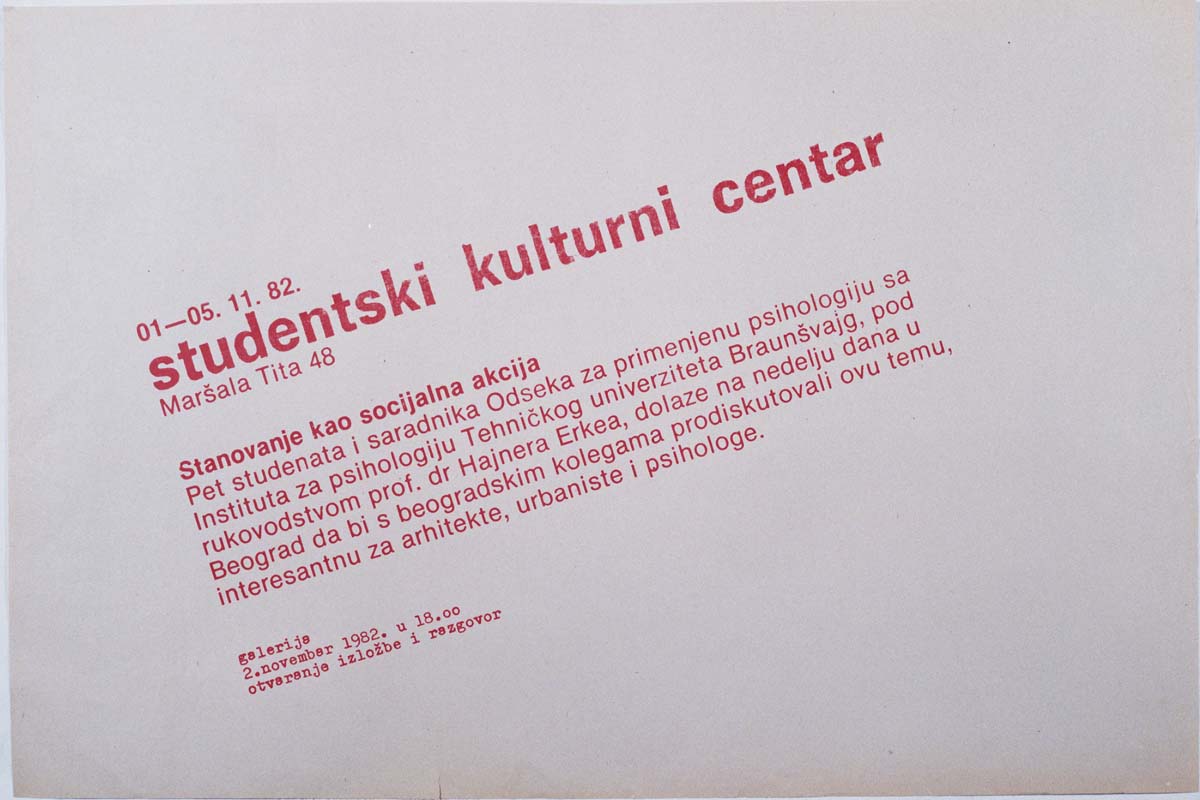 01—05. 11. 82.
studentski kulturni centar
Maršala Tita 48
Stanovanje kao socijalna akcija
Pet studenata i saradnika Odseka za primenjenu psihologiju sa
Instituta za psihologiju Tehničkog univerziteta Braunšvajg, pod
rukovodstvom prof. dr Hajnera Erkea, dolaze na nedelju dana u
Beograd da bi s beogradskim kolegama prodiskutovali ovu temu,
interesantnu za arhitekte, urbaniste i psihologe.
galerija
2.novembar 1982. u 18.oo
otvaranje izložbe i razgovor